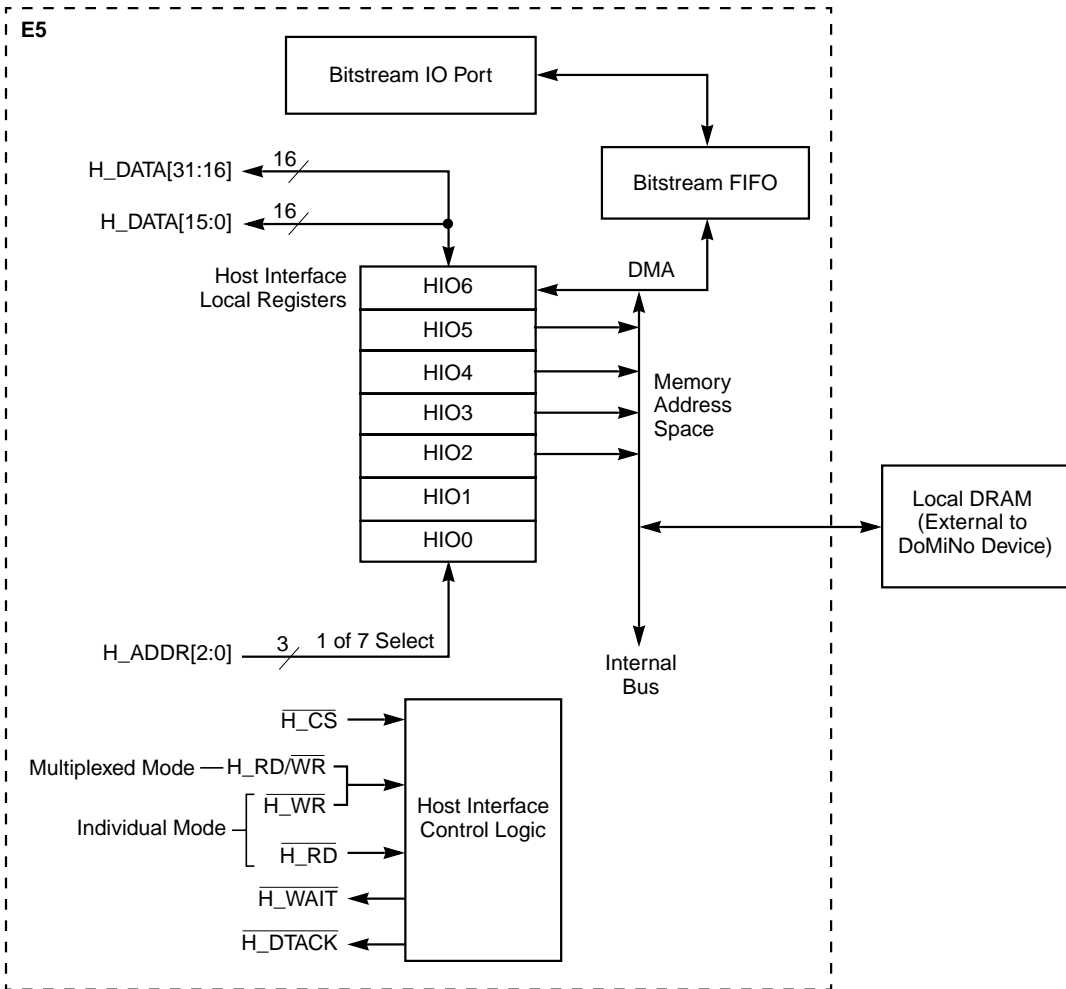 E5
Bitstream IO Port
Bitstream FIFO
H_DATA[31:16]
16
H_DATA[15:0]
16
DMA
Host Interface
Local Registers
HIO6
HIO5
HIO4
HIO3
HIO2
HIO1
HIO0
Memory
Address
Space
Local DRAM
(External to
DoMiNo Device)
H_ADDR[2:0]
3
1 of 7 Select
Internal
Bus
H_CS
Multiplexed Mode
H_RD/WR
H_WR
Individual Mode
H_RD
H_WAIT
H_DTACK
Host Interface
Control Logic